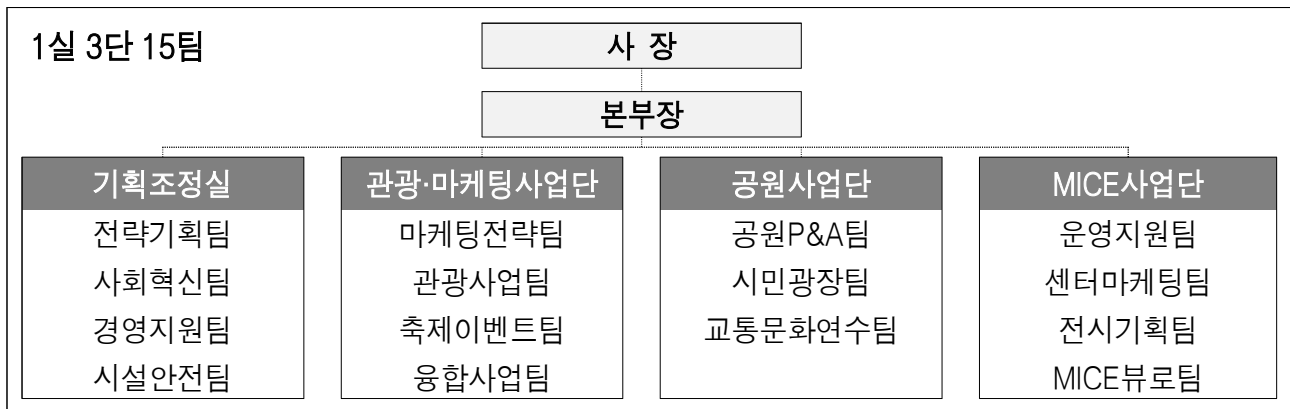 1실 3단 15팀
사 장
본부장
기획조정실
전략기획팀
사회혁신팀
경영지원팀
시설안전팀
관광·마케팅사업단
마케팅전략팀
관광사업팀
축제이벤트팀
융합사업팀
공원사업단
공원P&A팀
시민광장팀
교통문화연수팀
MICE사업단
운영지원팀
센터마케팅팀
전시기획팀
MICE뷰로팀